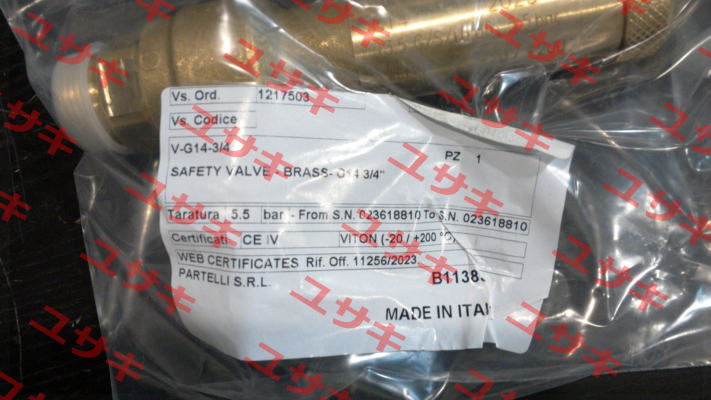 Vs. Ord. 1217503
Vs. Codice
V-G14-3/4 PZ 1
SAFETY VALVE - BRASS- G14 3/4"
Taratura 5.5 bar - From S.N. 023618810 To S.N. 023618810
Certificati CE IV VITON (-20 / +200 °C)
WEB CERTIFICATES Rif. Off. 11256/2023
PARTELLI S.R.L.
MADE IN
ユサキ